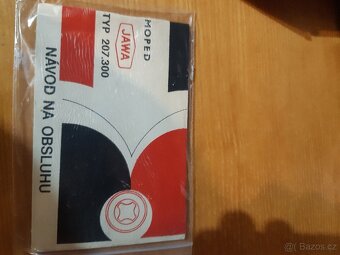 MOPED
JAWA
TYP 207.300
NÁVOD NA OBSLUHU
Bazos.cz